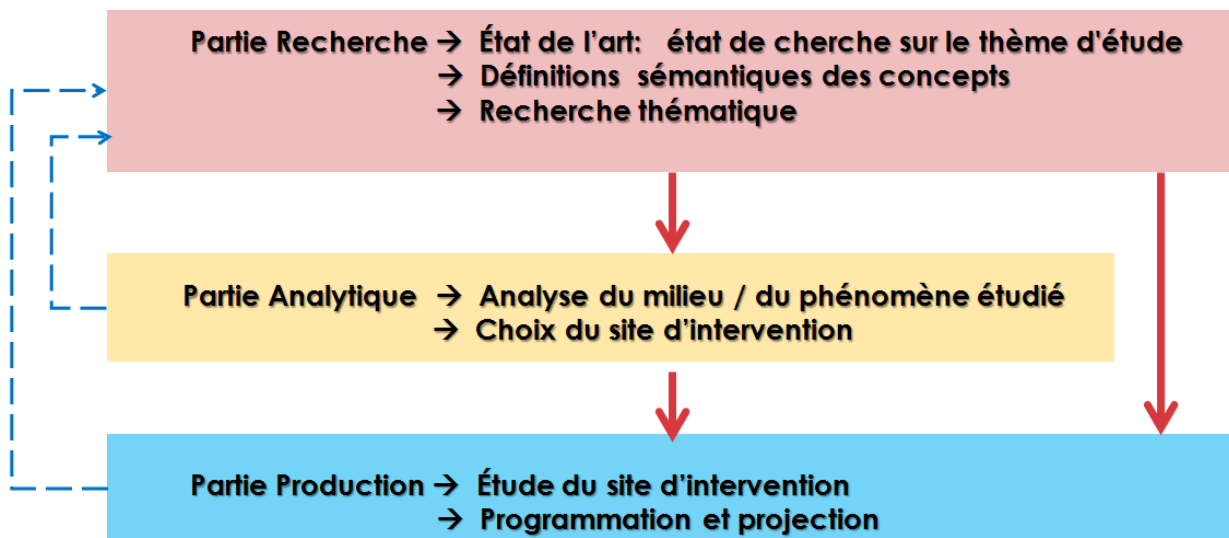 Partie Recherche → État de l’art: état de cherche sur le thème d'étude
→ Définitions sémantiques des concepts
→ Recherche thématique
Partie Analytique → Analyse du milieu / du phénomène étudié
→ Choix du site d’intervention
Partie Production → Étude du site d’intervention
→ Programmation et projection